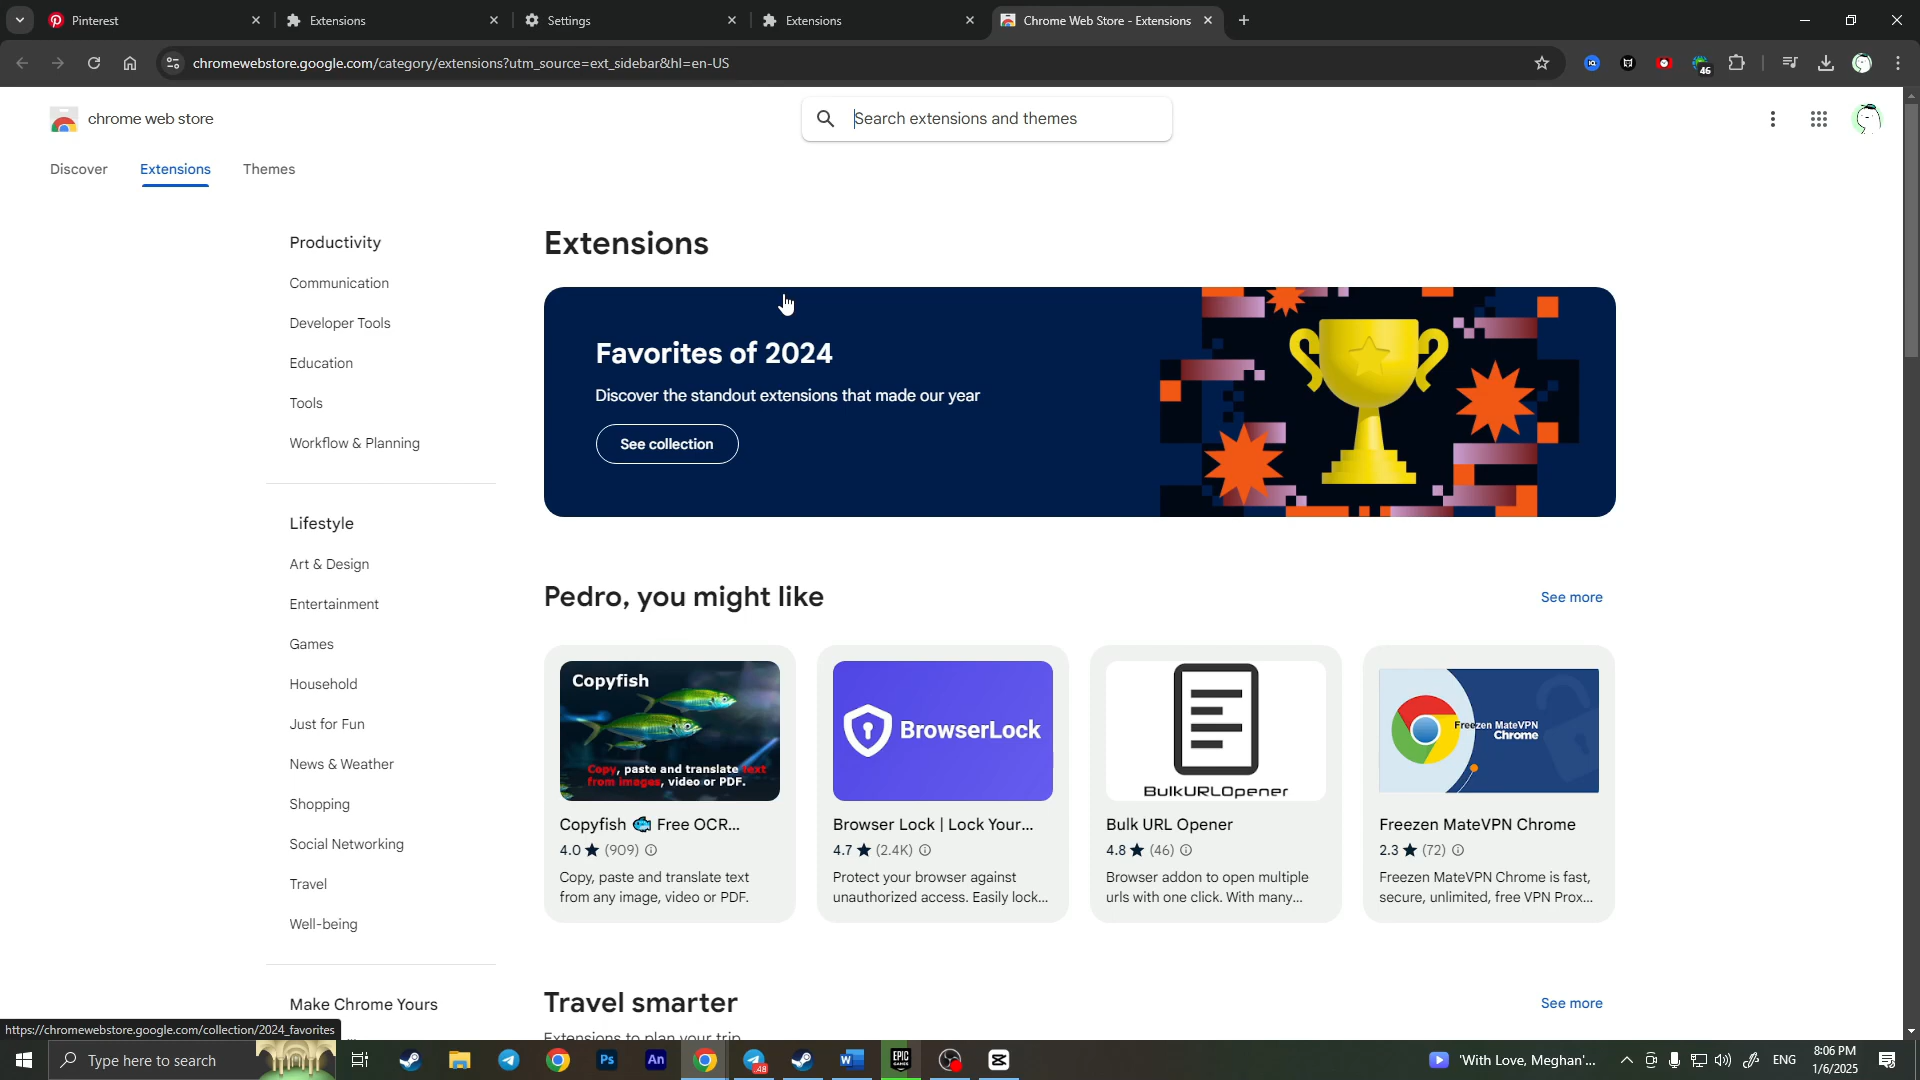 Pinterest
Extensions
Settings
Extensions
Chrome Web Store - Extensions
chromewebstore.google.com/category/extensions?utm_source=ext_sidebar&hl=en-US
46
chrome web store
Search extensions and themes
Discover
Extensions
Themes
Productivity
Communication
Developer Tools
Education
Tools
Workflow & Planning
Lifestyle
Art & Design
Entertainment
Games
Household
Just for Fun
News & Weather
Shopping
Social Networking
Travel
Well-being
Make Chrome Yours
Extensions
Favorites of 2024
Discover the standout extensions that made our year
See collection
Pedro, you might like
See more
Copyfish
Copy, paste and translate text
from images, video or PDF.
Copyfish 🐟 Free OCR...
4.0 ★ (909)
Copy, paste and translate text
from any image, video or PDF.
BrowserLock
Browser Lock | Lock Your...
4.7 ★ (2.4K)
Protect your browser against
unauthorized access. Easily lock...
BulkURLOpener
Bulk URL Opener
4.8 ★ (46)
Browser addon to open multiple
urls with one click. With many...
Freezen MateVPN
Chrome
Freezen MateVPN Chrome
2.3 ★ (72)
Freezen MateVPN Chrome is fast,
secure, unlimited, free VPN Prox...
Travel smarter
See more
Extensions to plan your trip
https://chromewebstore.google.com/collection/2024_favorites
Type here to search
Ps
An
48
EPIC
GAMES
'With Love, Meghan'...
ENG
8:06 PM
1/6/2025